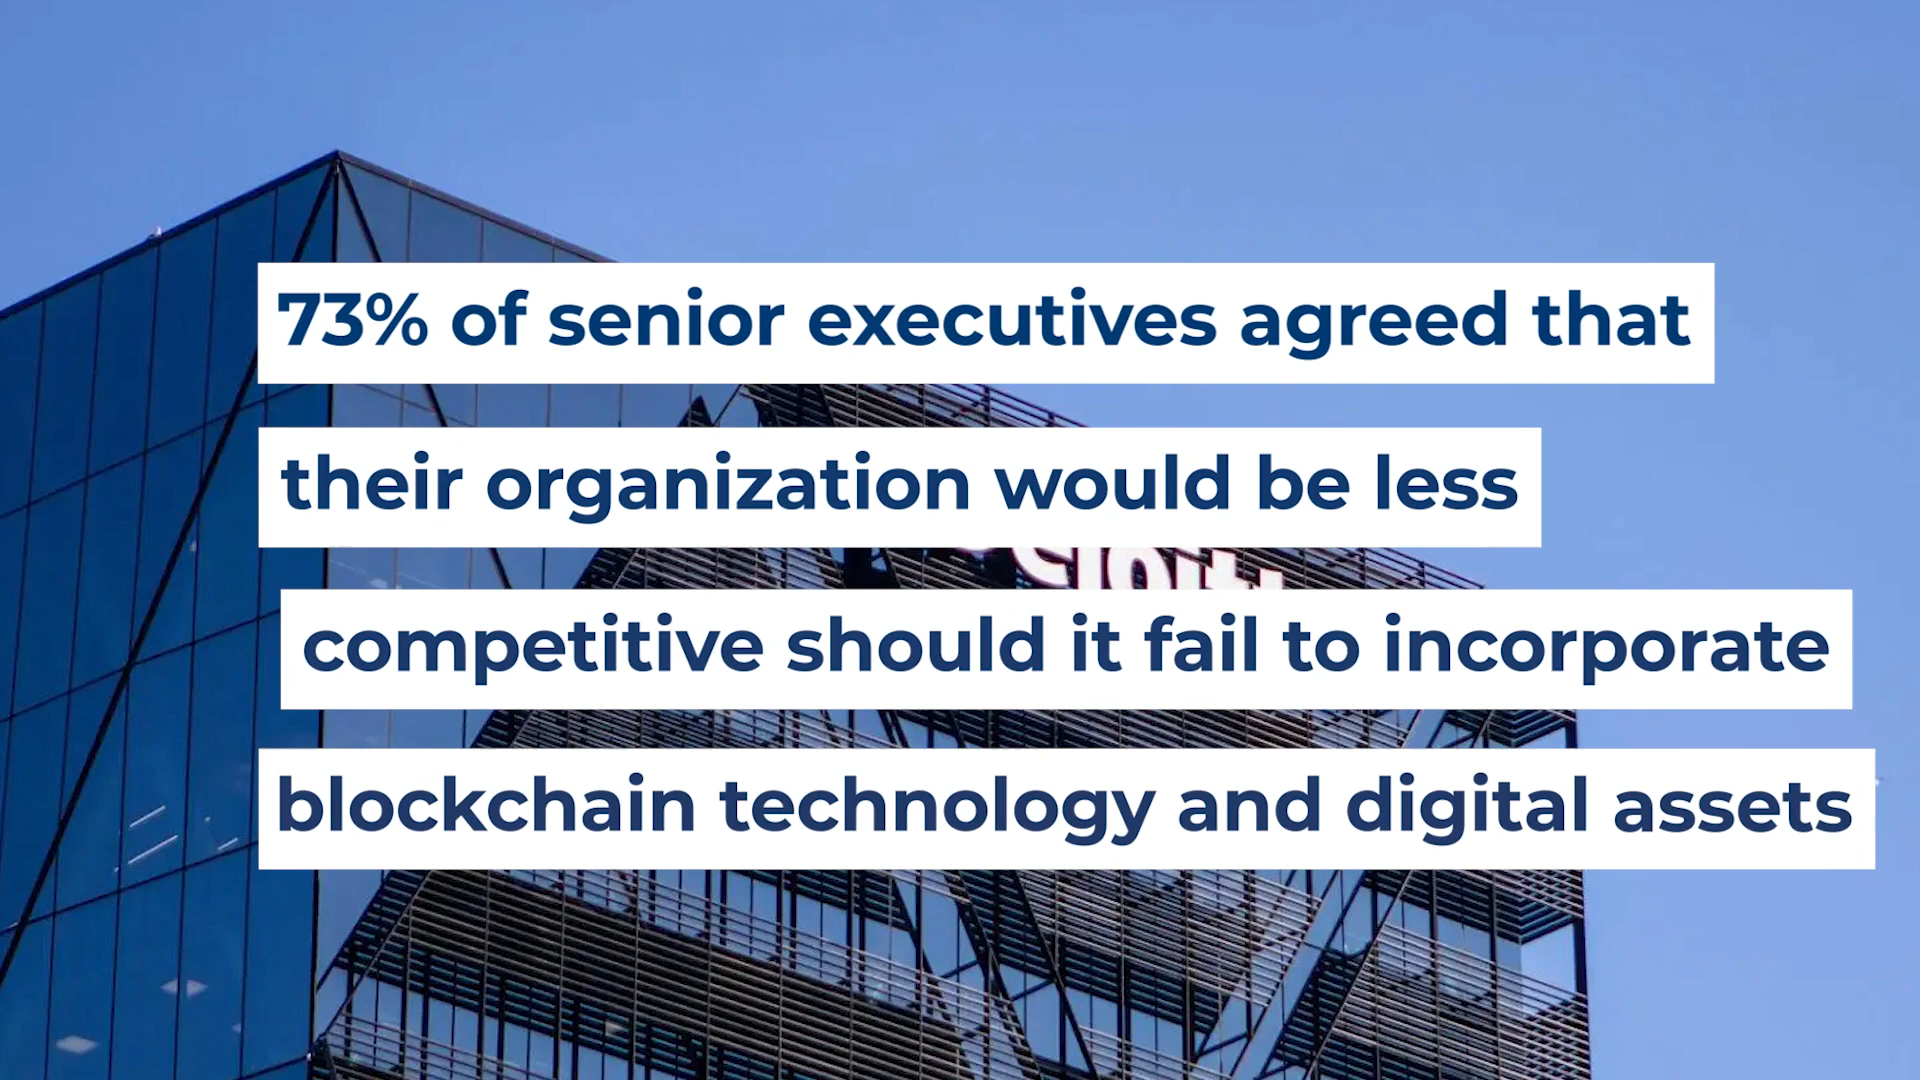 73% of senior executives agreed that
their organization would be less
competitive should it fail to incorporate
blockchain technology and digital assets